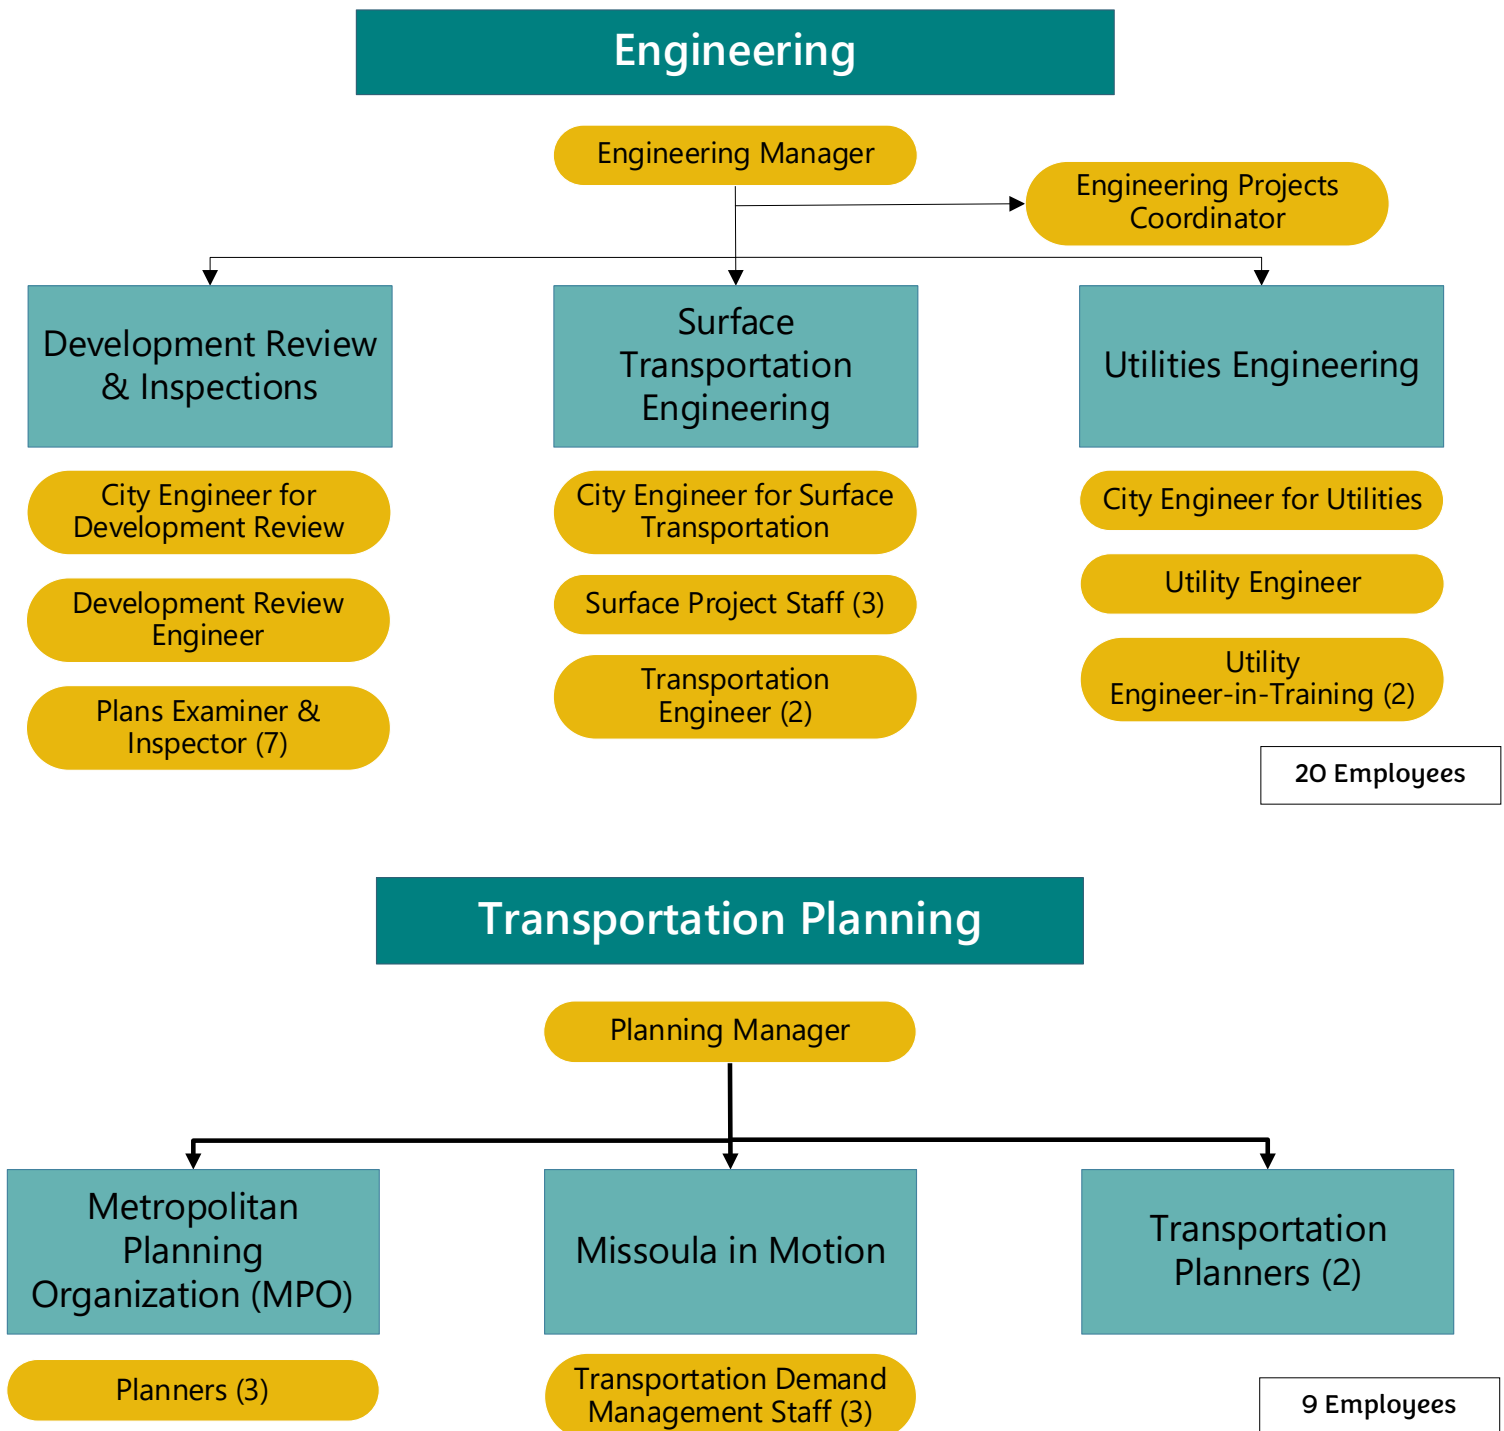 Engineering
Engineering Manager
Engineering Projects
Coordinator
Development Review
& Inspections
Surface
Transportation
Engineering
Utilities Engineering
City Engineer for
Development Review
Development Review
Engineer
Plans Examiner &
Inspector (7)
City Engineer for Surface
Transportation
Surface Project Staff (3)
Transportation
Engineer (2)
City Engineer for Utilities
Utility Engineer
Utility
Engineer-in-Training (2)
20 Employees
Transportation Planning
Planning Manager
Metropolitan
Planning
Organization (MPO)
Missoula in Motion
Transportation
Planners (2)
Planners (3)
Transportation Demand
Management Staff (3)
9 Employees